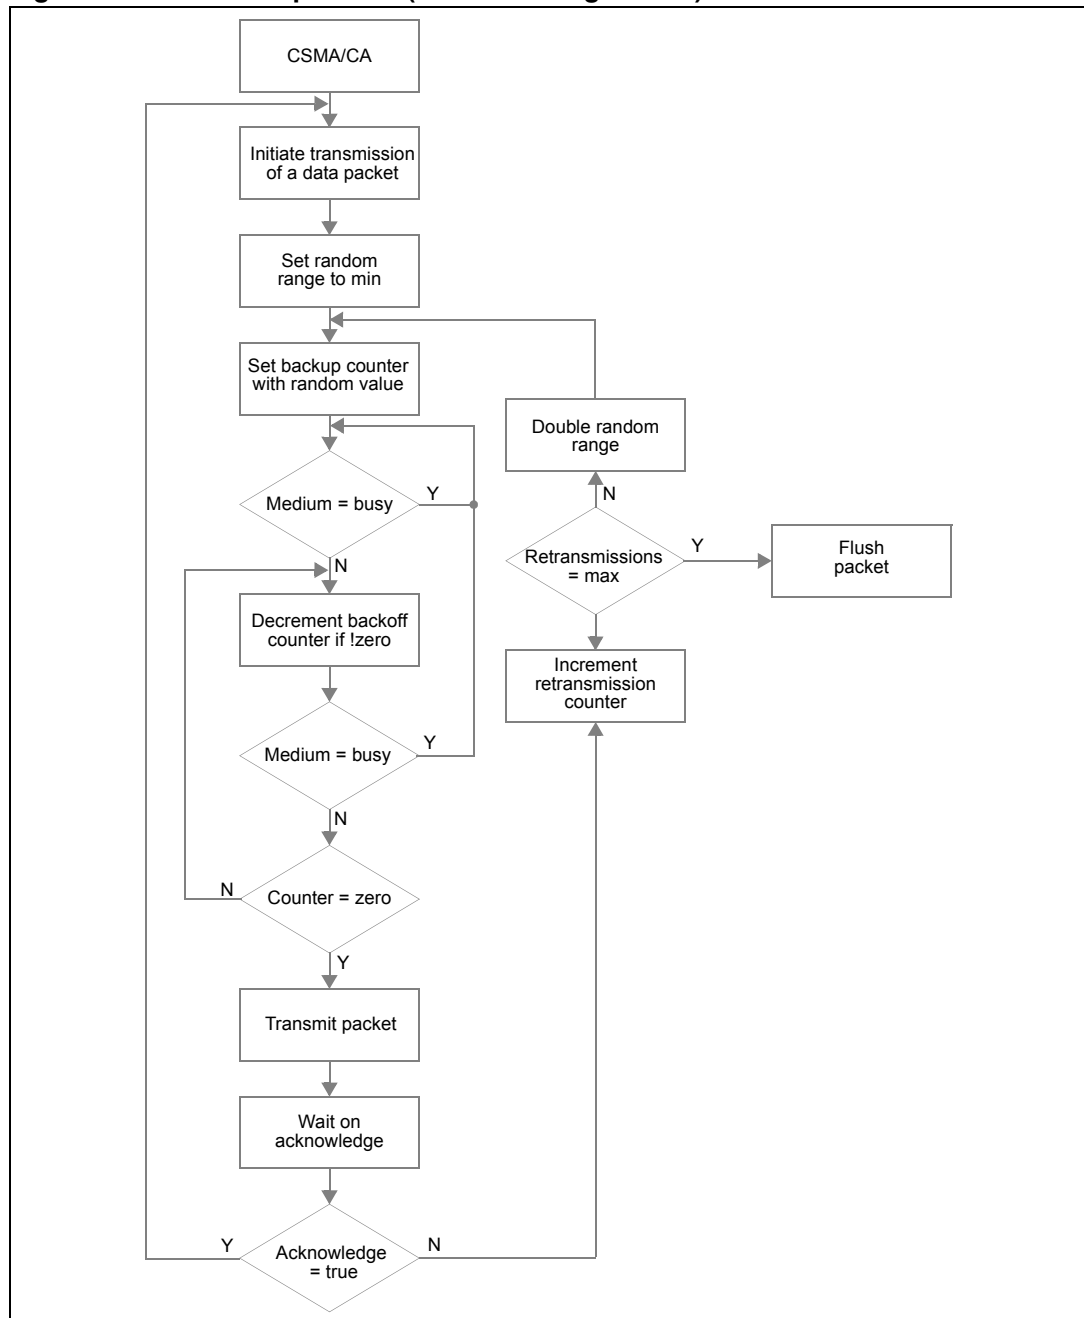 CSMA/CA
Initiate transmission
of a data packet
Set random
range to min
Set backup counter
with random value
Double random
range
Medium = busy
Y
N
Retransmissions
= max
Y
Flush
packet
N
Decrement backoff
counter if !zero
Increment
retransmission
counter
Medium = busy
Y
N
N
Counter = zero
Y
Transmit packet
Wait on
acknowledge
Y
Acknowledge
= true
N